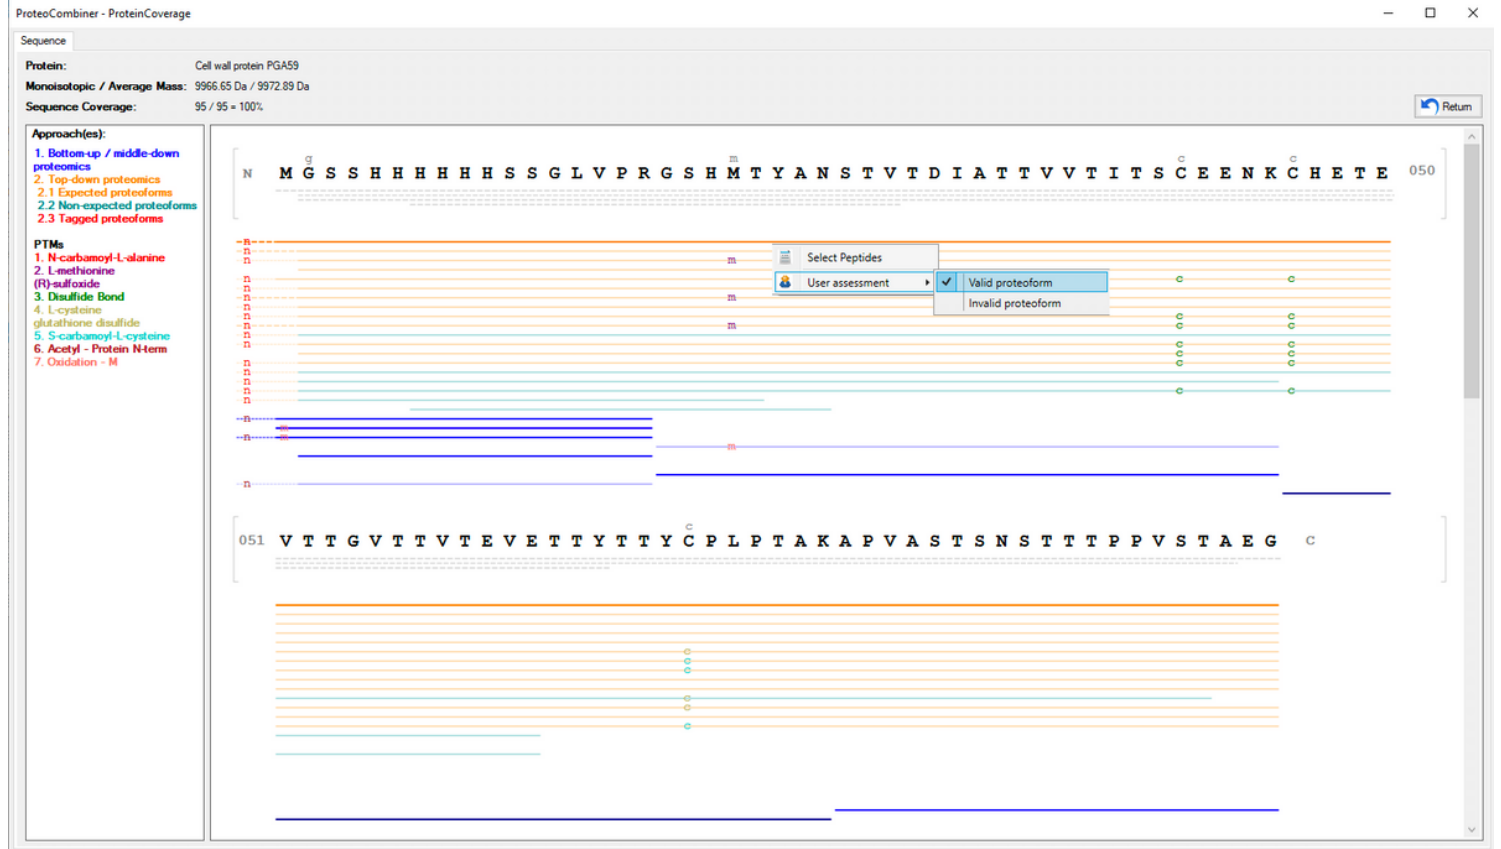 ProteoCombiner - ProteinCoverage
Sequence
Protein: Cell wall protein PGA59
Monoisotopic / Average Mass: 9966.65 Da / 9972.89 Da
Sequence Coverage: 95 / 95 = 100%
Return
Approach(es):
1. Bottom-up / middle-down
proteomics
2. Top-down proteomics
2.1 Expected proteoforms
2.2 Non-expected proteoforms
2.3 Tagged proteoforms
PTMs
1. N-carbamoyl-L-alanine
2. L-methionine
(R)-sulfoxide
3. Disulfide Bond
4. L-cysteine
glutathione disulfide
5. S-carbamoyl-L-cysteine
6. Acetyl - Protein N-term
7. Oxidation - M
g m c c
N M G S S H H H H H H S S G L V P R G S H M T Y A N S T V T D I A T T V V T I T S C E E N K C H E T E 050
n
n
n m
n c c
n
n m
n
n c c
n m c c
n
n c c
c c
n c c
n
n
n c c
n
n
m
n
m
n
Select Peptides
User assessment
Valid proteoform
Invalid proteoform
c
051 V T T G V T T V T E V E T T Y T T Y C P L P T A K A P V A S T S N S T T T P P V S T A E G C
c
c
c
c
c
c